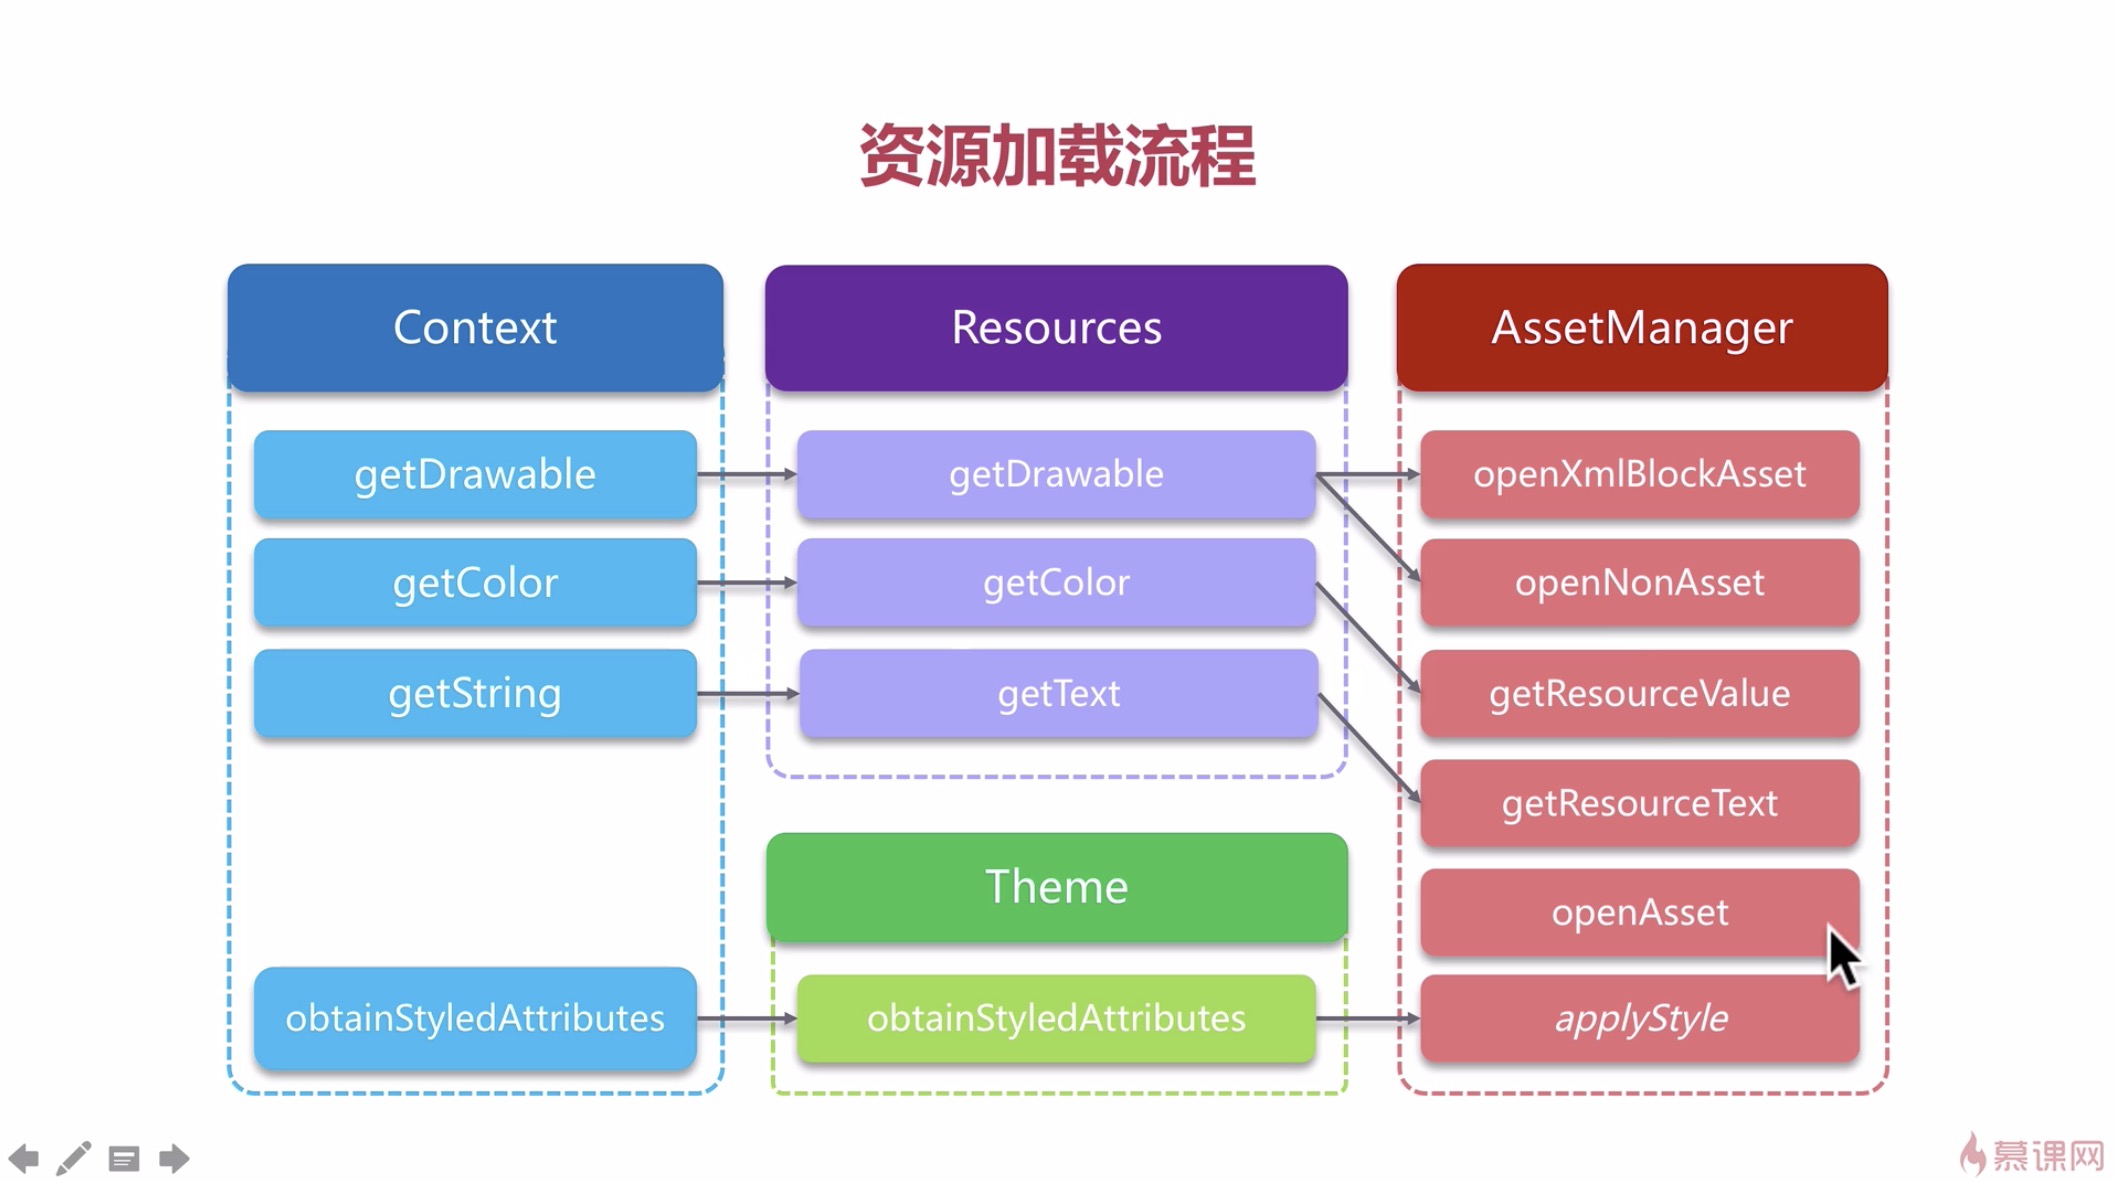 资源加载流程
Context
Resources
AssetManager
getDrawable
getDrawable
openXmlBlockAsset
getColor
getColor
openNonAsset
getString
getText
getResourceValue
getResourceText
Theme
openAsset
obtainStyledAttributes
obtainStyledAttributes
applyStyle
慕课网